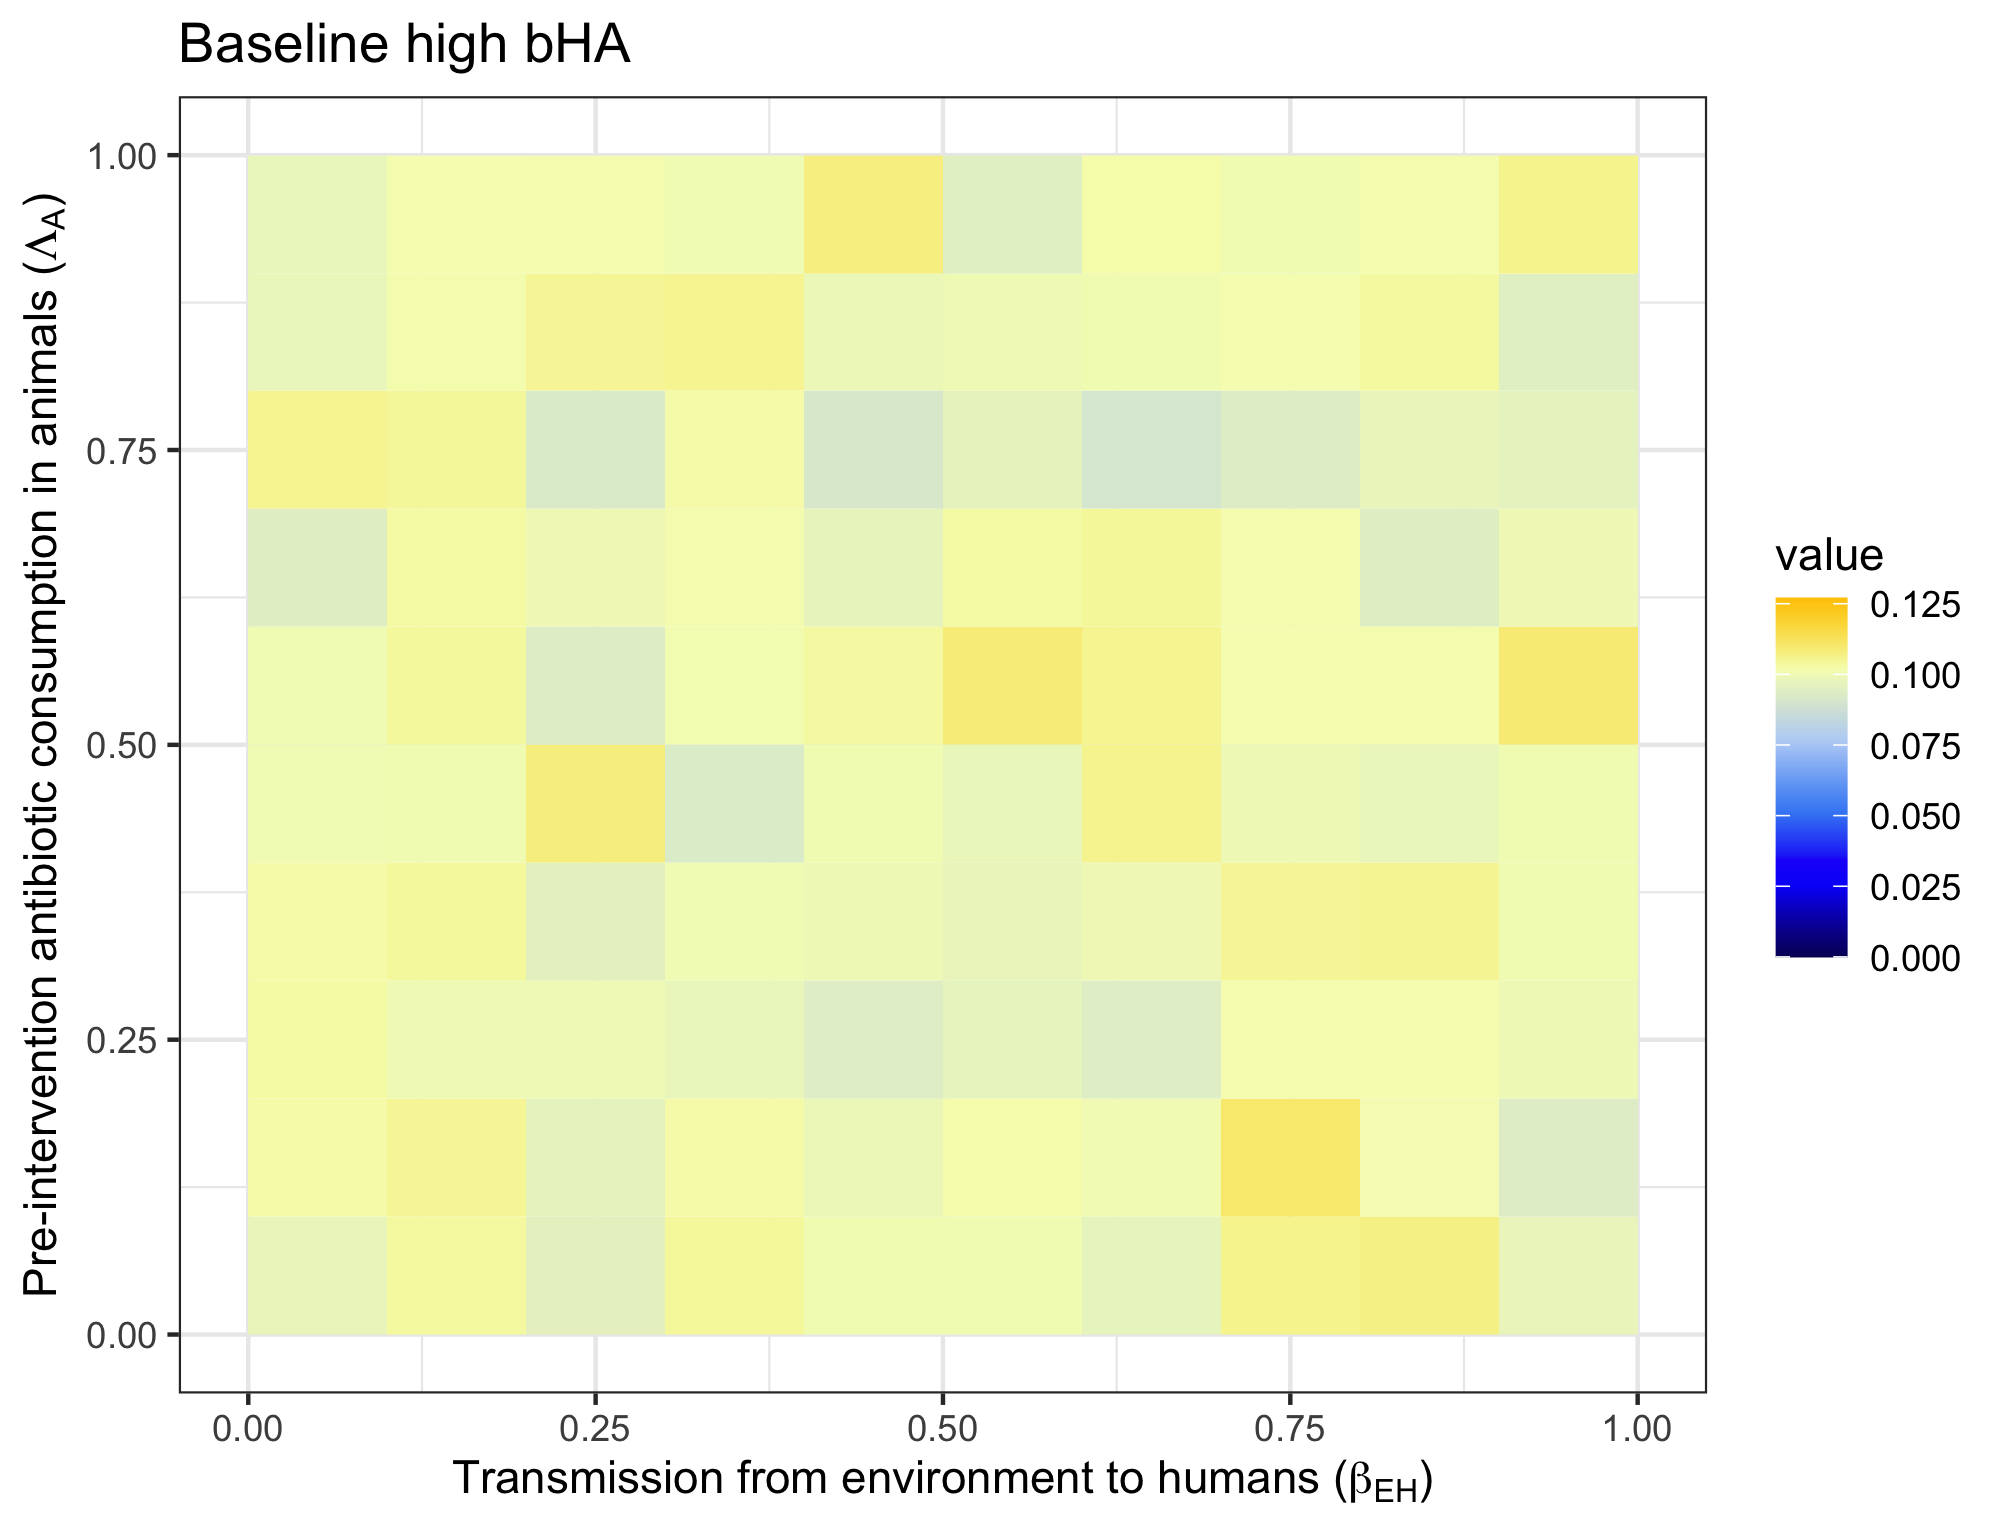 Baseline high bHA
Pre-intervention antibiotic consumption in animals (Λ_A)
1.00
0.75
0.50
0.25
0.00
0.00 0.25 0.50 0.75 1.00
Transmission from environment to humans (β_EH)
value
0.125
0.100
0.075
0.050
0.025
0.000